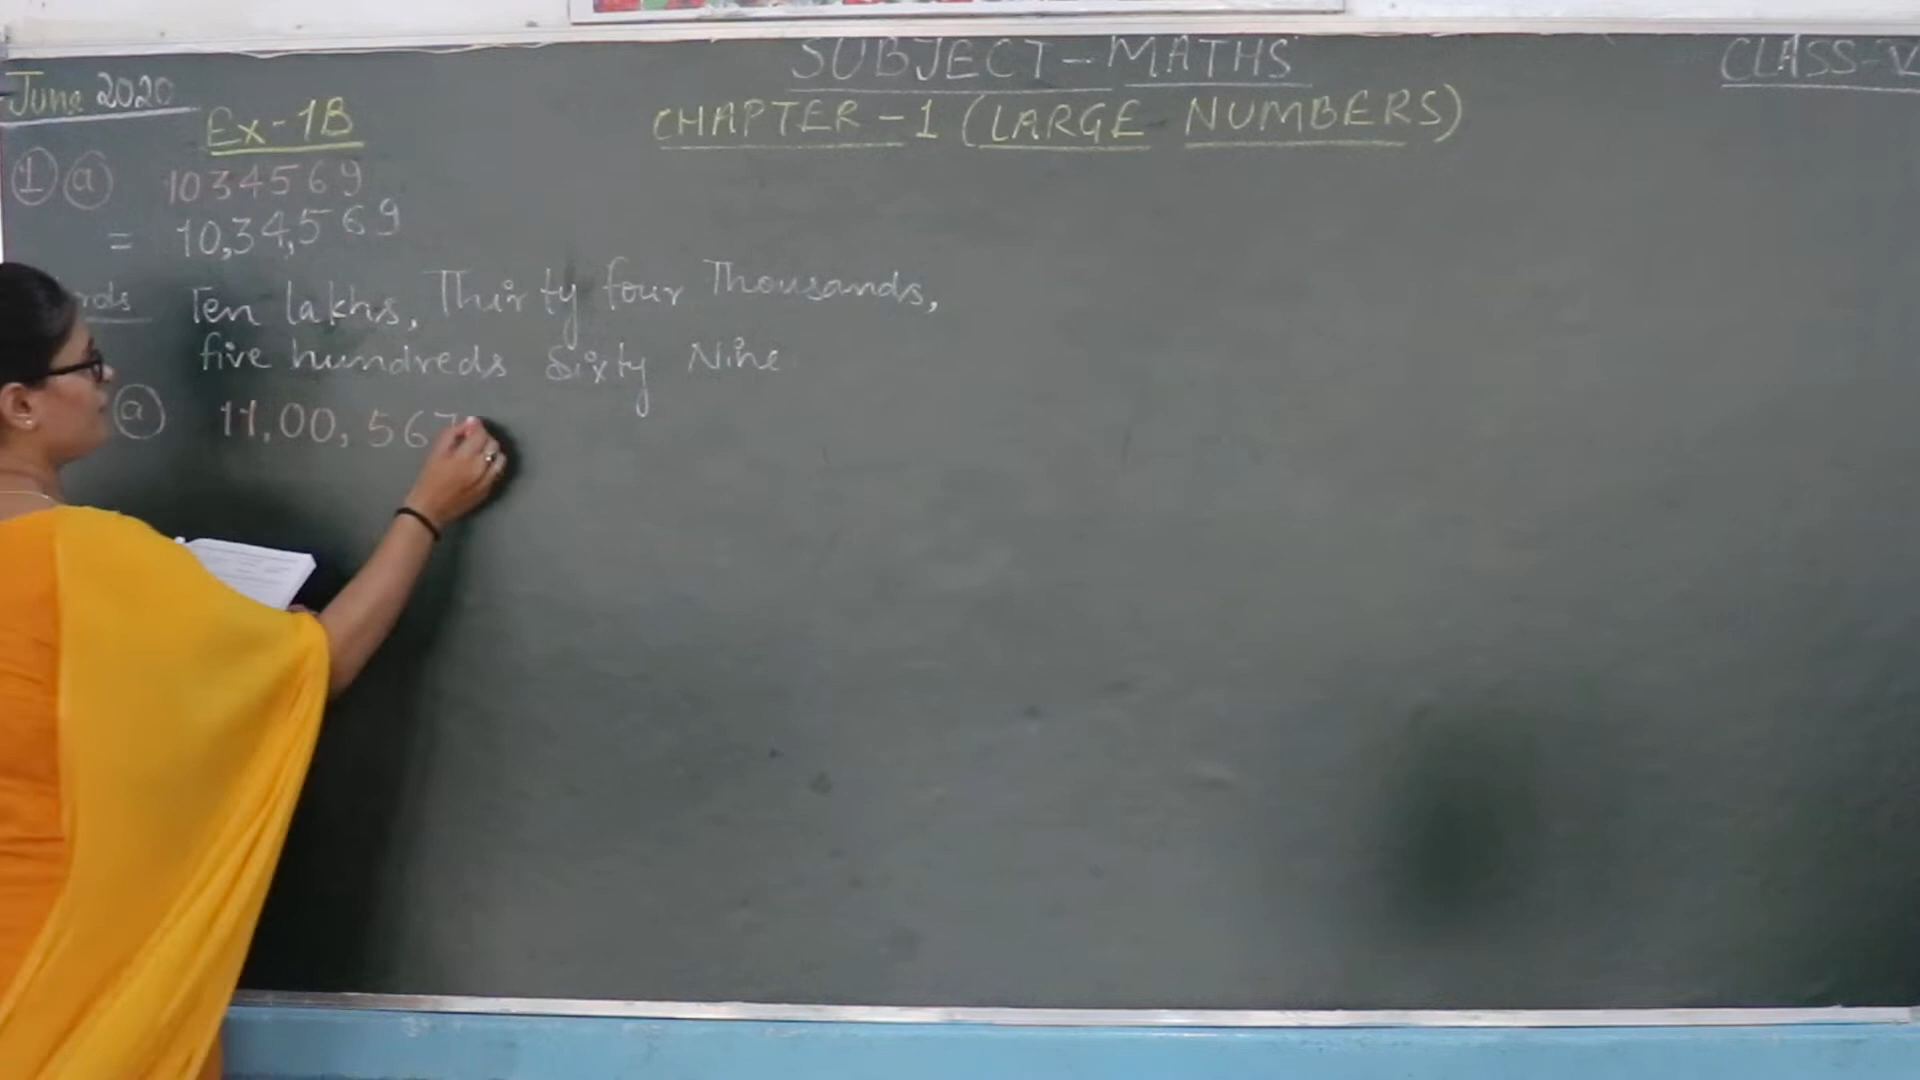 SUBJECT-MATHS
CLASS-V
June 2020
CHAPTER-1 (LARGE NUMBERS)
Ex-1B
1 a 1034569
= 10,34,569
Ten lakhs, Thirty four Thousands,
five hundreds Sixty Nine
a 11,00,567